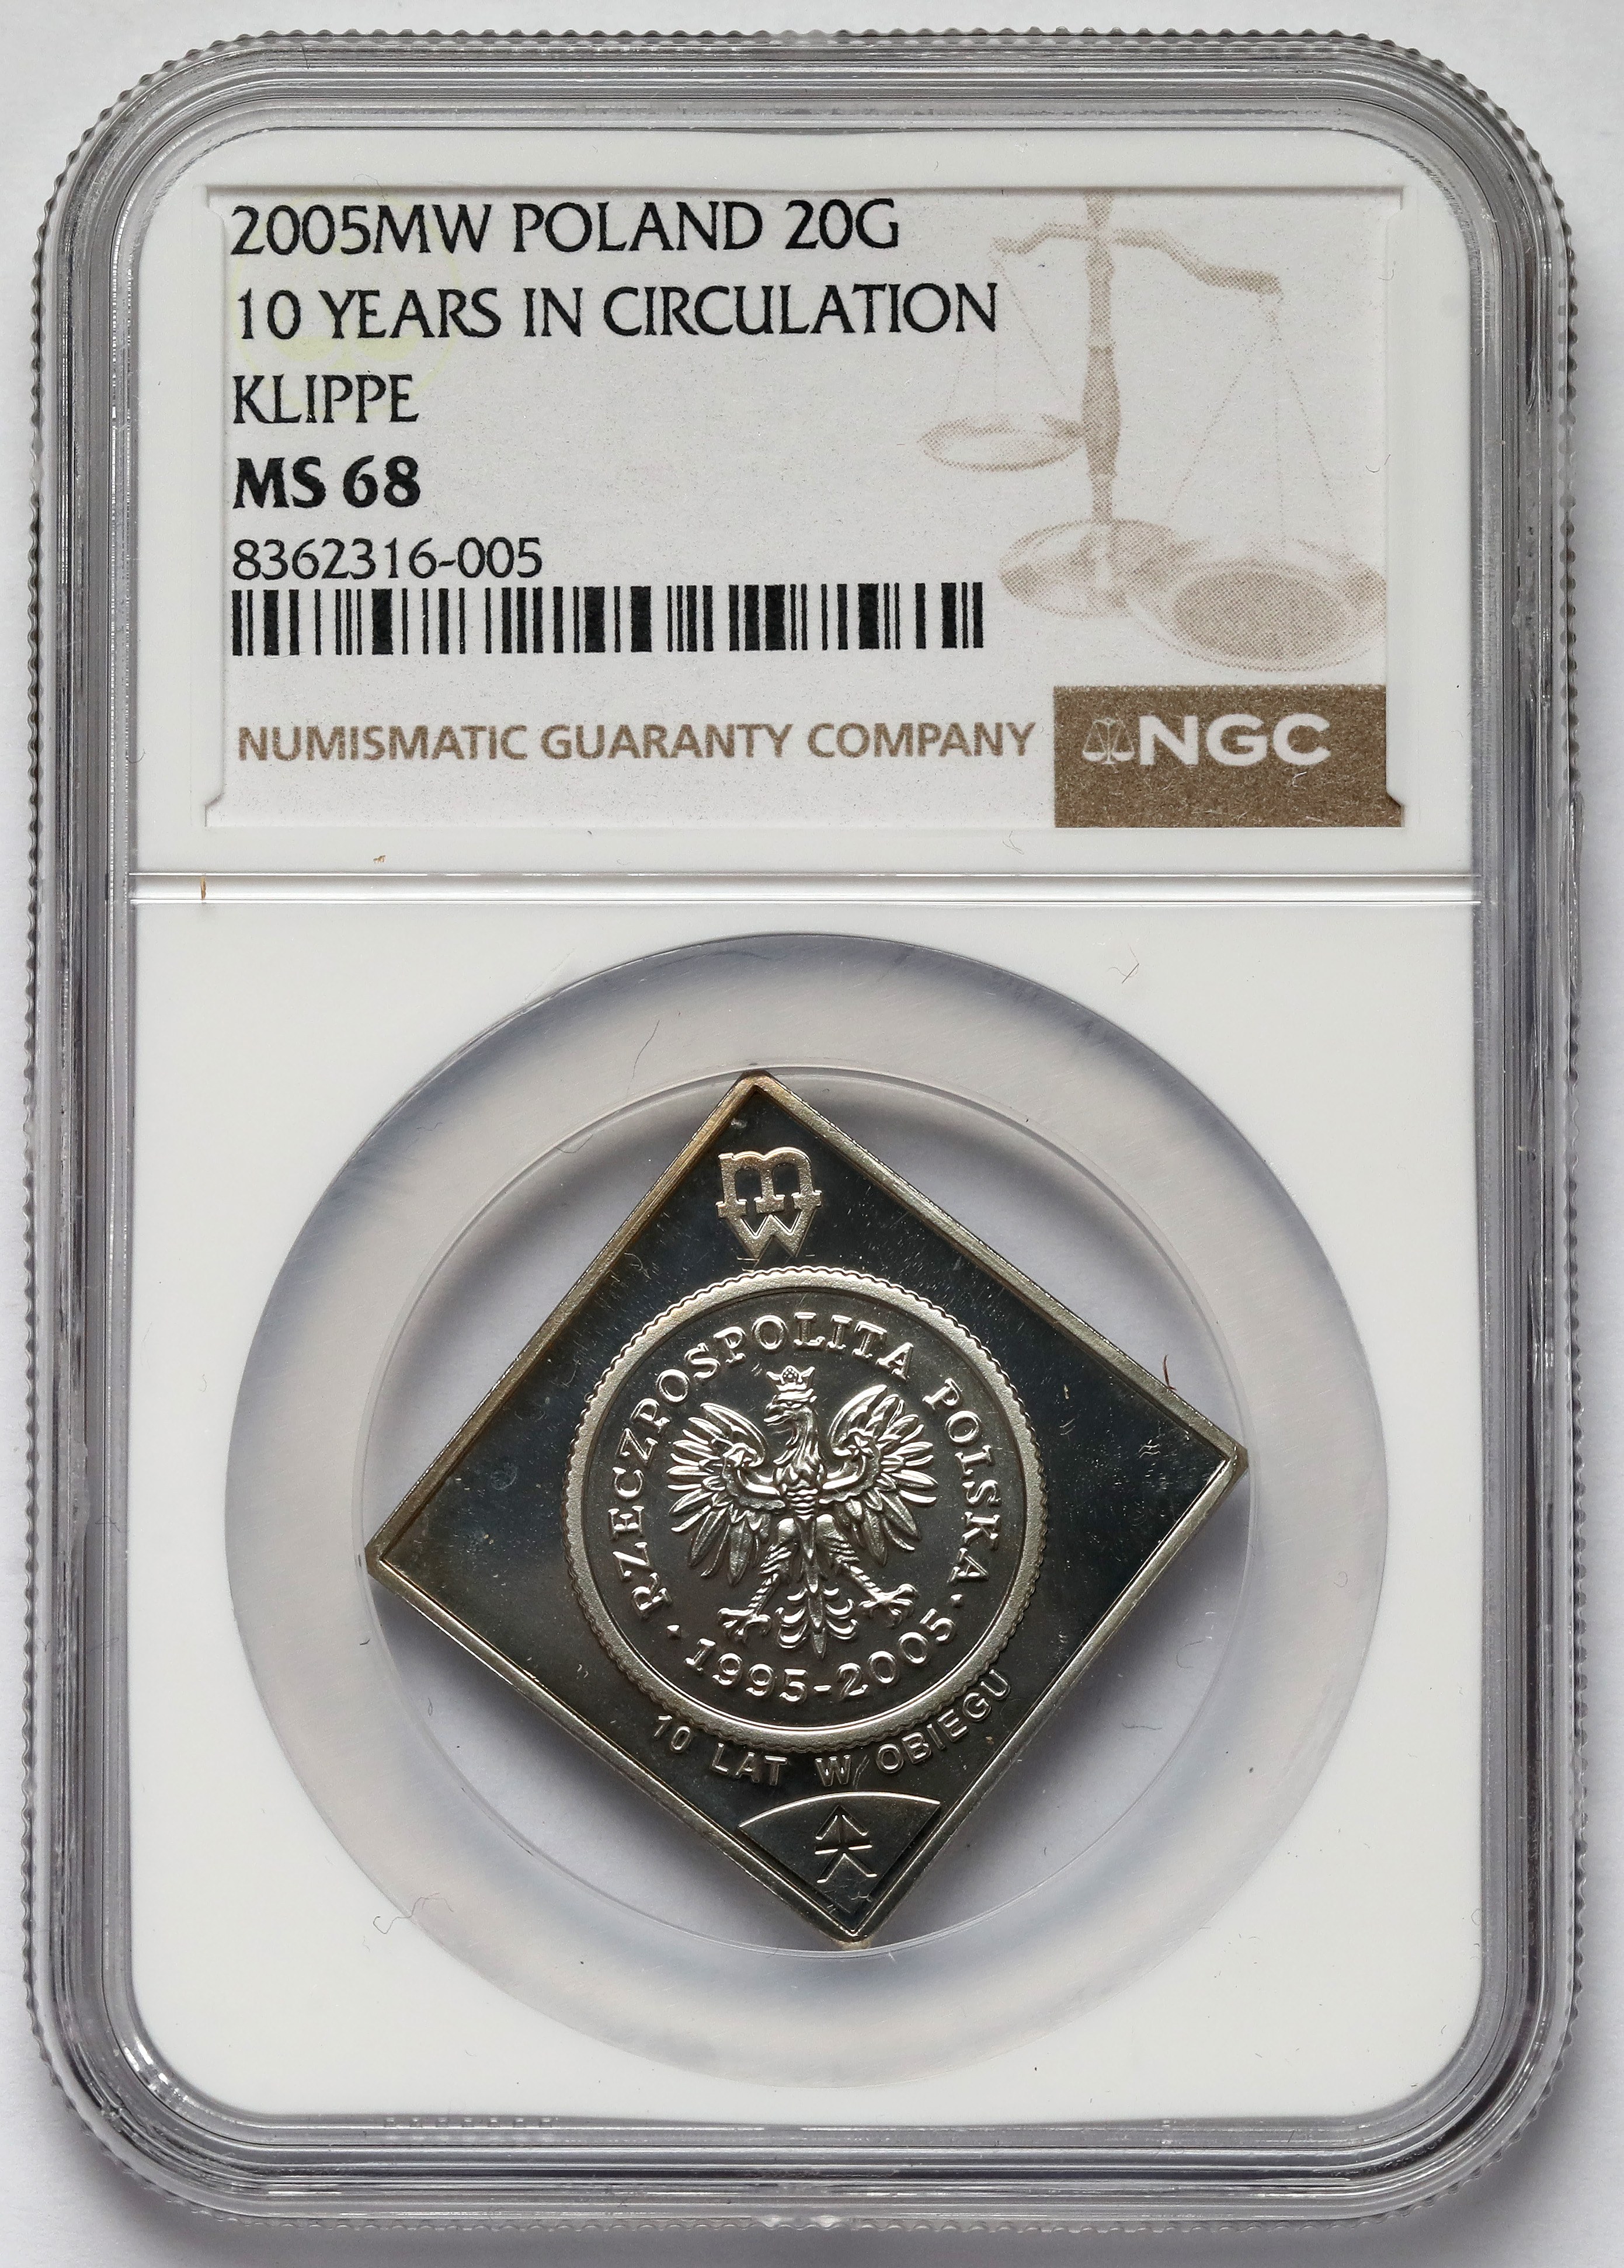 2005MW POLAND 20G
10 YEARS IN CIRCULATION
KLIPPE
MS 68
8362316-005
NUMISMATIC GUARANTY COMPANY
NGC
mw
RZECZPOSPOLITA POLSKA
· 1995-2005 ·
10 LAT W OBIEGU